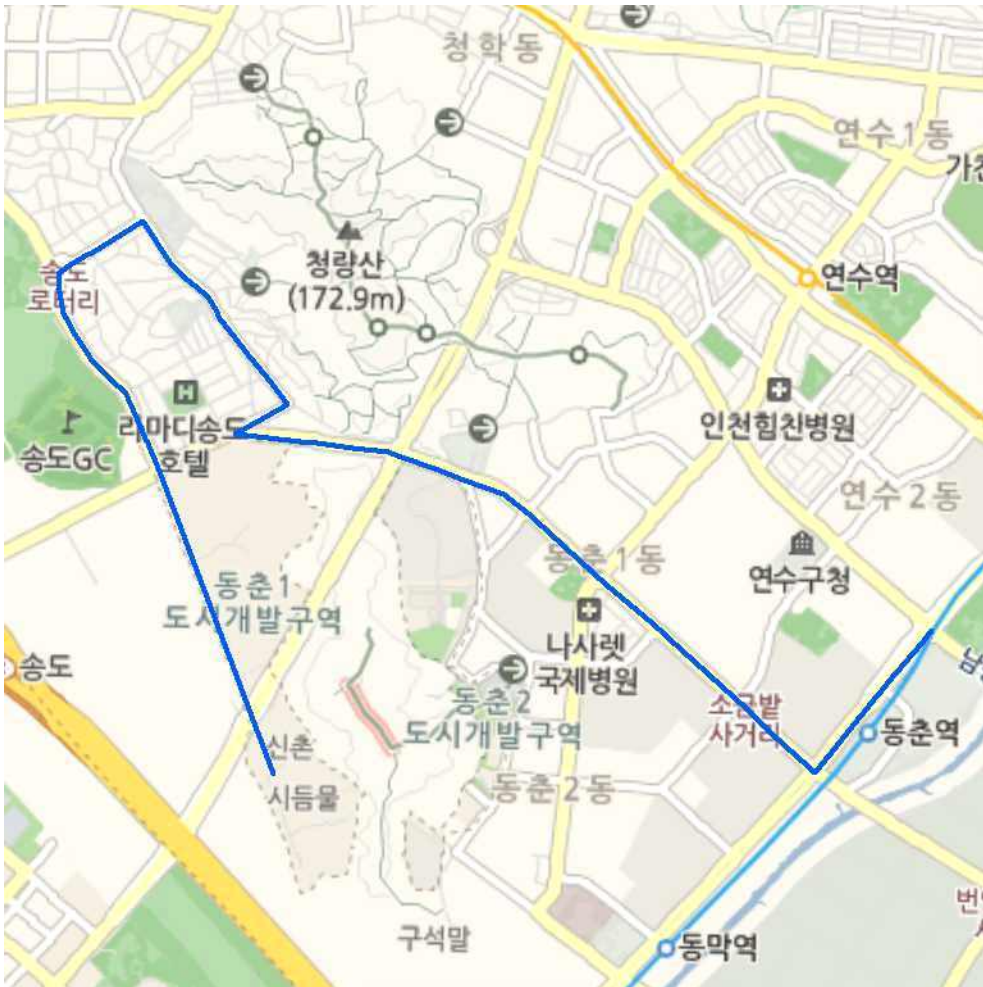 청학동
연수1동
가천
송도
로터리
청량산
(172.9m)
연수역
라마다송도
호텔
송도GC
인천힘찬병원
연수2동
동춘1동
연수구청
동춘1
도시개발구역
나사렛
국제병원
송도
동춘2
도시개발구역
소금밭
사거리
동춘역
신촌
시듬물
동춘2동
구석말
동막역